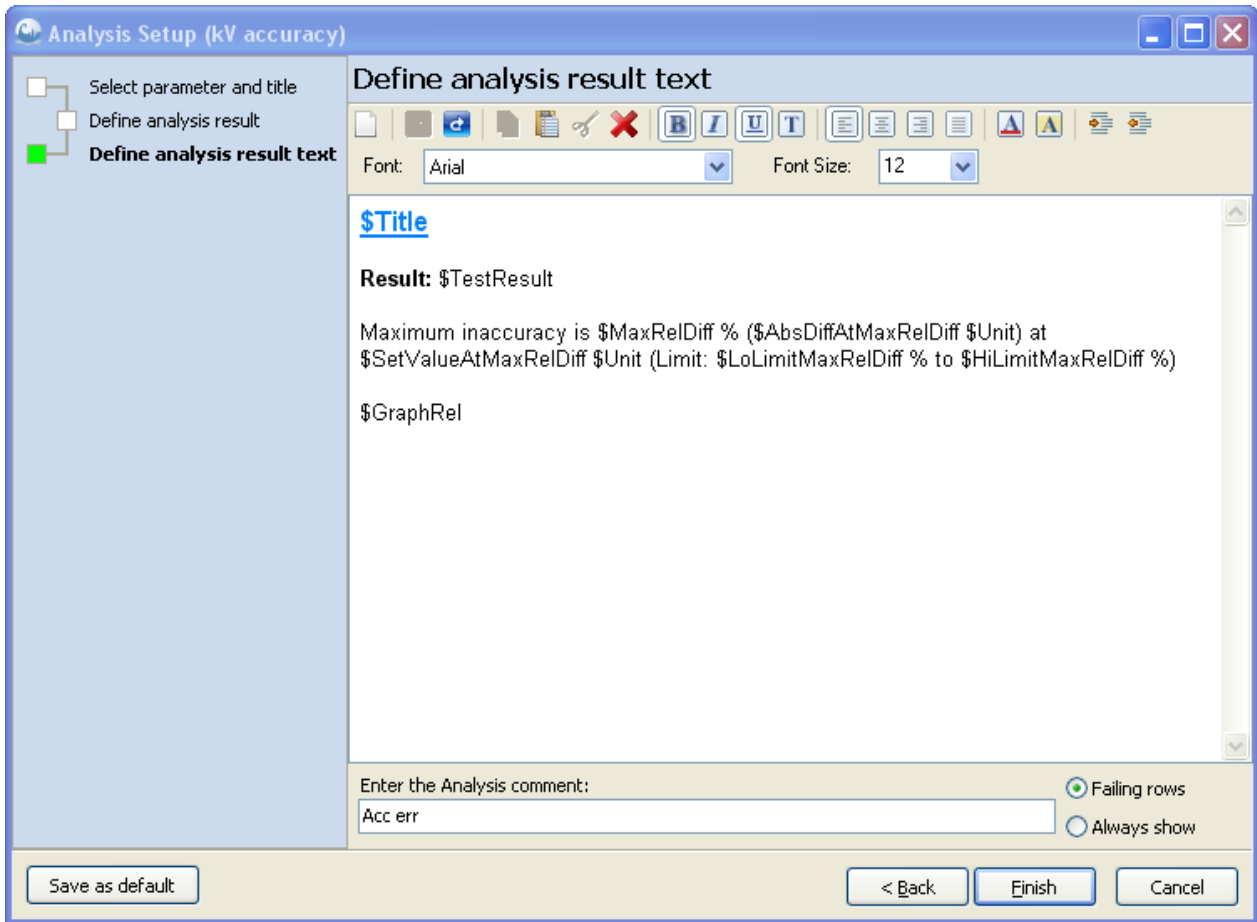 Analysis Setup (kV accuracy)
Select parameter and title
Define analysis result
Define analysis result text
Define analysis result text
B I U T A A
Font: Arial Font Size: 12
$Title
Result: $TestResult
Maximum inaccuracy is $MaxRelDiff % ($AbsDiffAtMaxRelDiff $Unit) at
$SetValueAtMaxRelDiff $Unit (Limit: $LoLimitMaxRelDiff % to $HiLimitMaxRelDiff %)
$GraphRel
Enter the Analysis comment:
Acc err
Failing rows
Always show
Save as default
< Back
Finish
Cancel